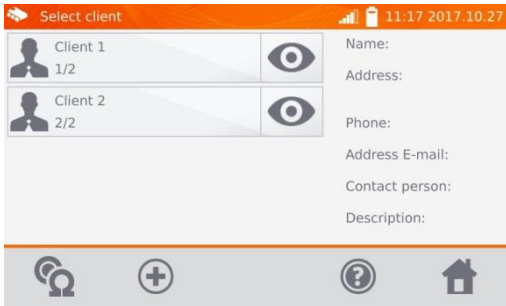 Select client
11:17 2017.10.27
Client 1
1/2
Client 2
2/2
Name:
Address:
Phone:
Address E-mail:
Contact person:
Description: